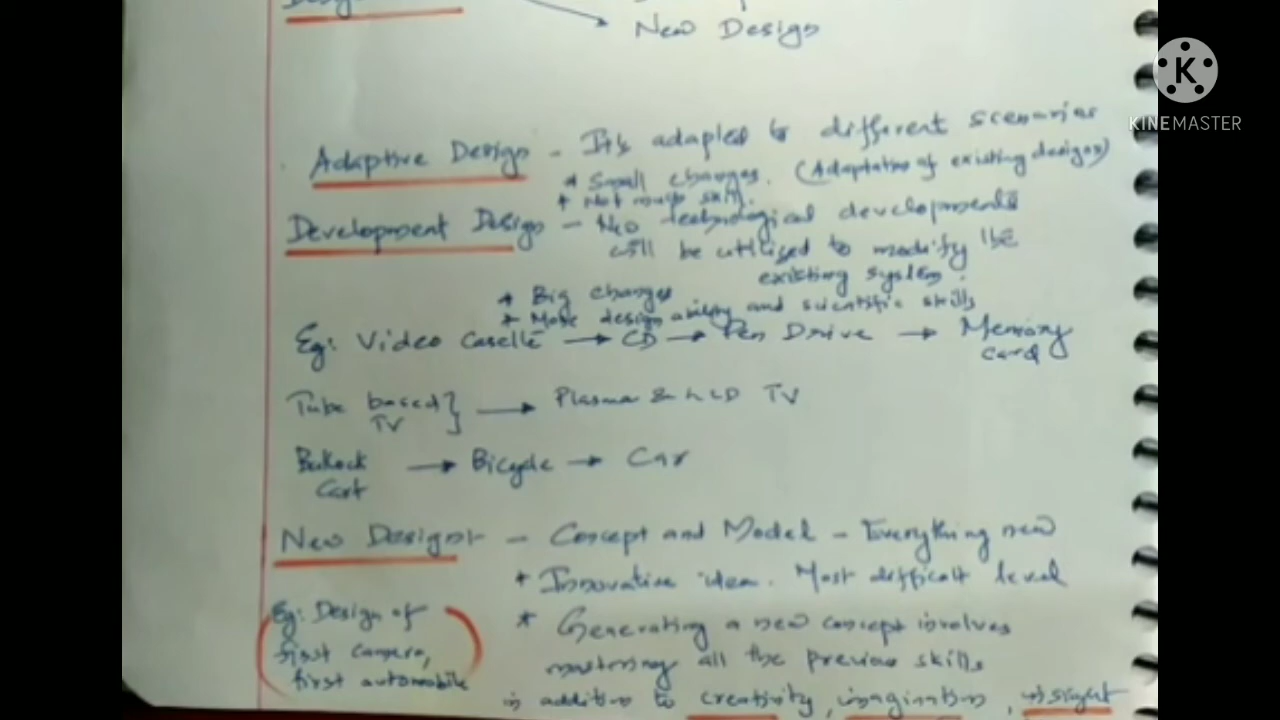 Design
New Design
Adaptive Design - It's adapted to different scenarios
* Small changes. (Adaptation of existing designs)
* Not much skill.
Development Design - New technological developments
will be utilised to modify the
existing system.
* Big changes
* More design ability and scientific skills
Eg: Video Casette → CD → Pen Drive → Memory
card
Tube based } → Plasma & LCD TV
TV
Bullock → Bicycle → Car
Cart
New Design - Concept and Model - Everything new
* Innovative idea. Most difficult level
Eg: Design of
first camera,
first automobile
* Generating a new concept involves
mastering all the previous skills
in addition to creativity, imagination, insight
KINEMASTER